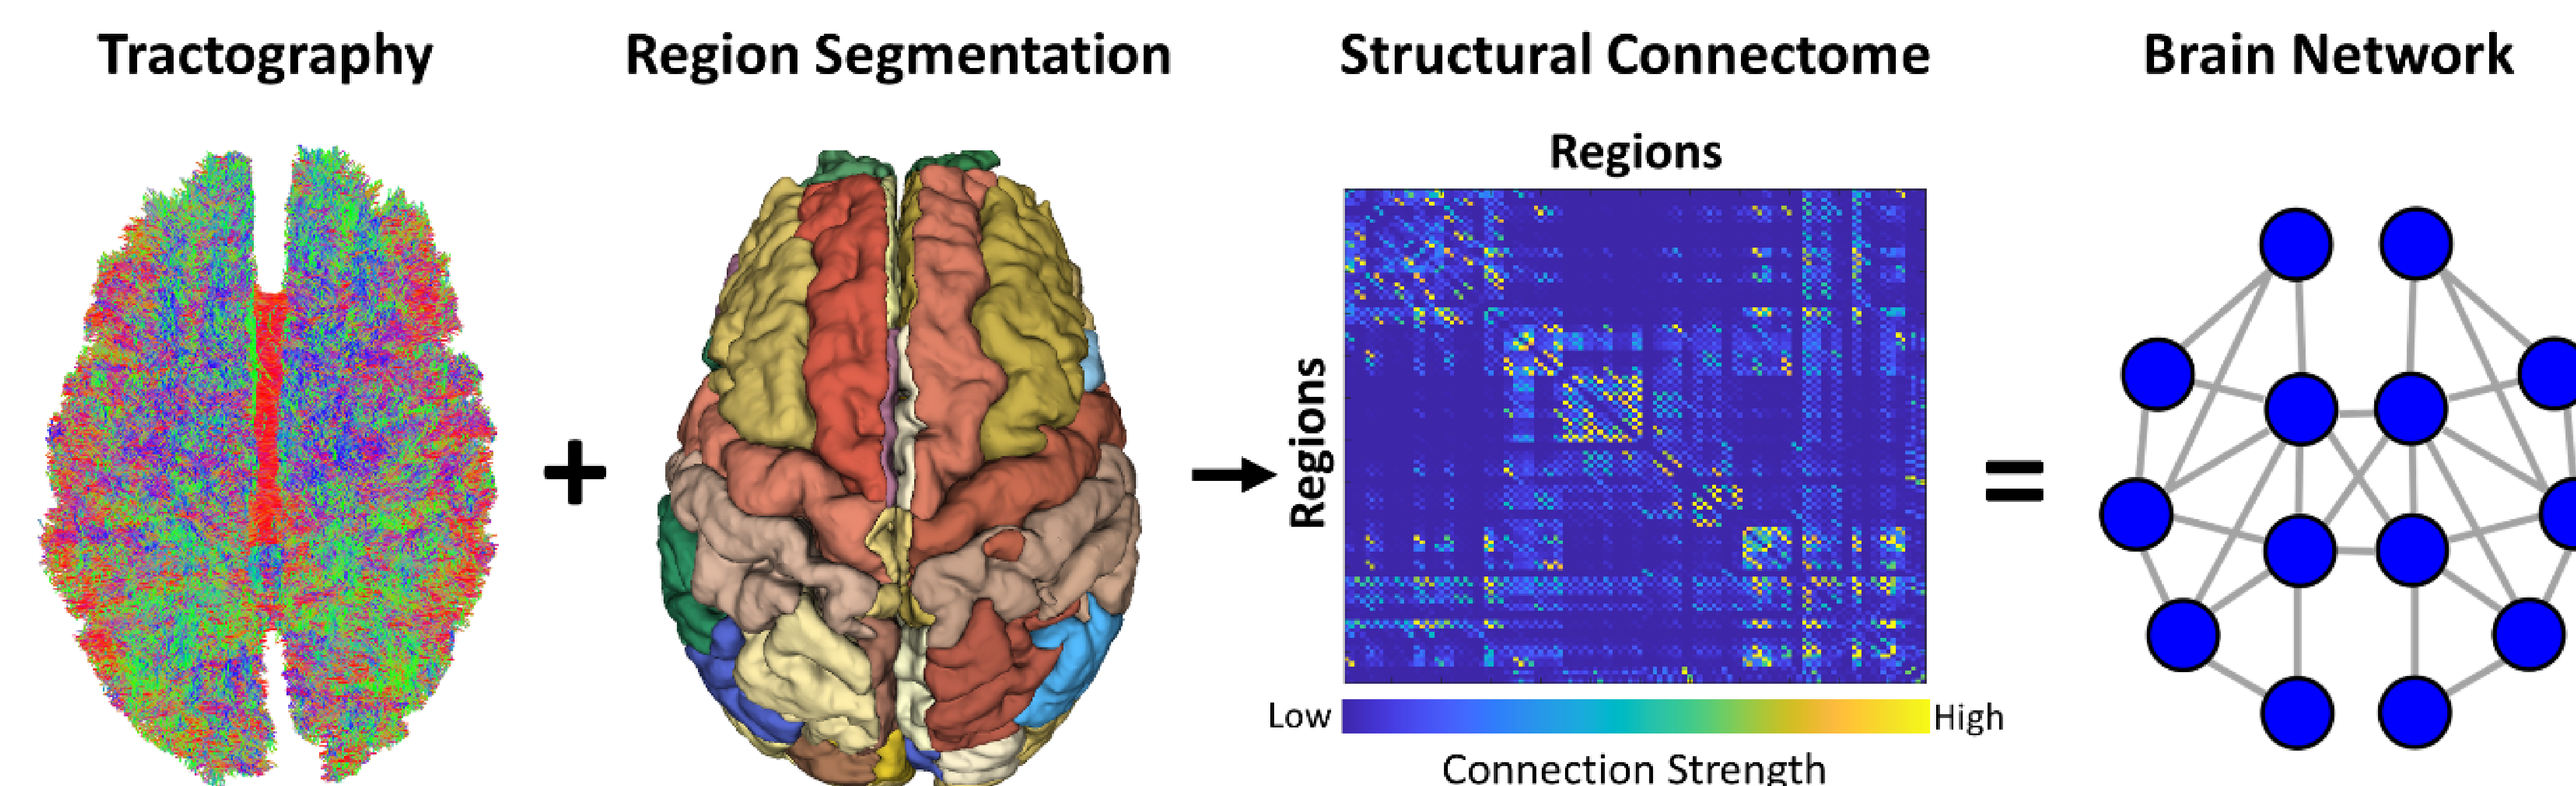 Tractography
Region Segmentation
Structural Connectome
Brain Network
+
Regions
Regions
=
Low
High
Connection Strength